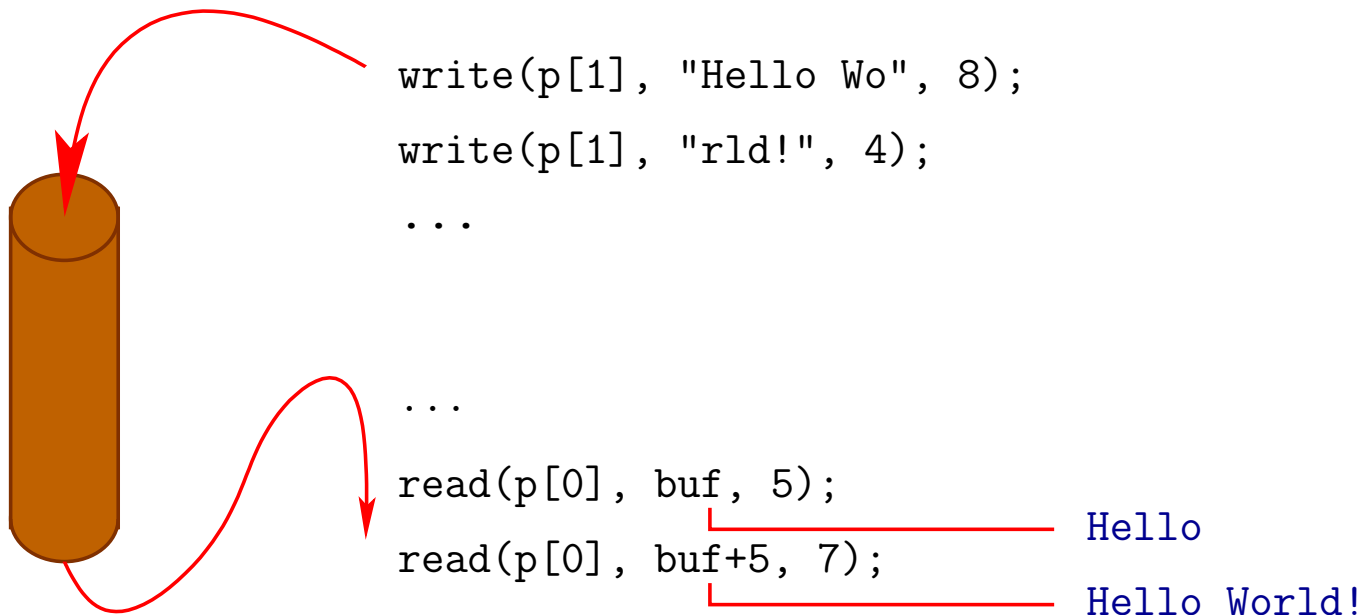 write(p[1], "Hello Wo", 8);
write(p[1], "rld!", 4);
...
...
read(p[0], buf, 5);
Hello
read(p[0], buf+5, 7);
Hello World!